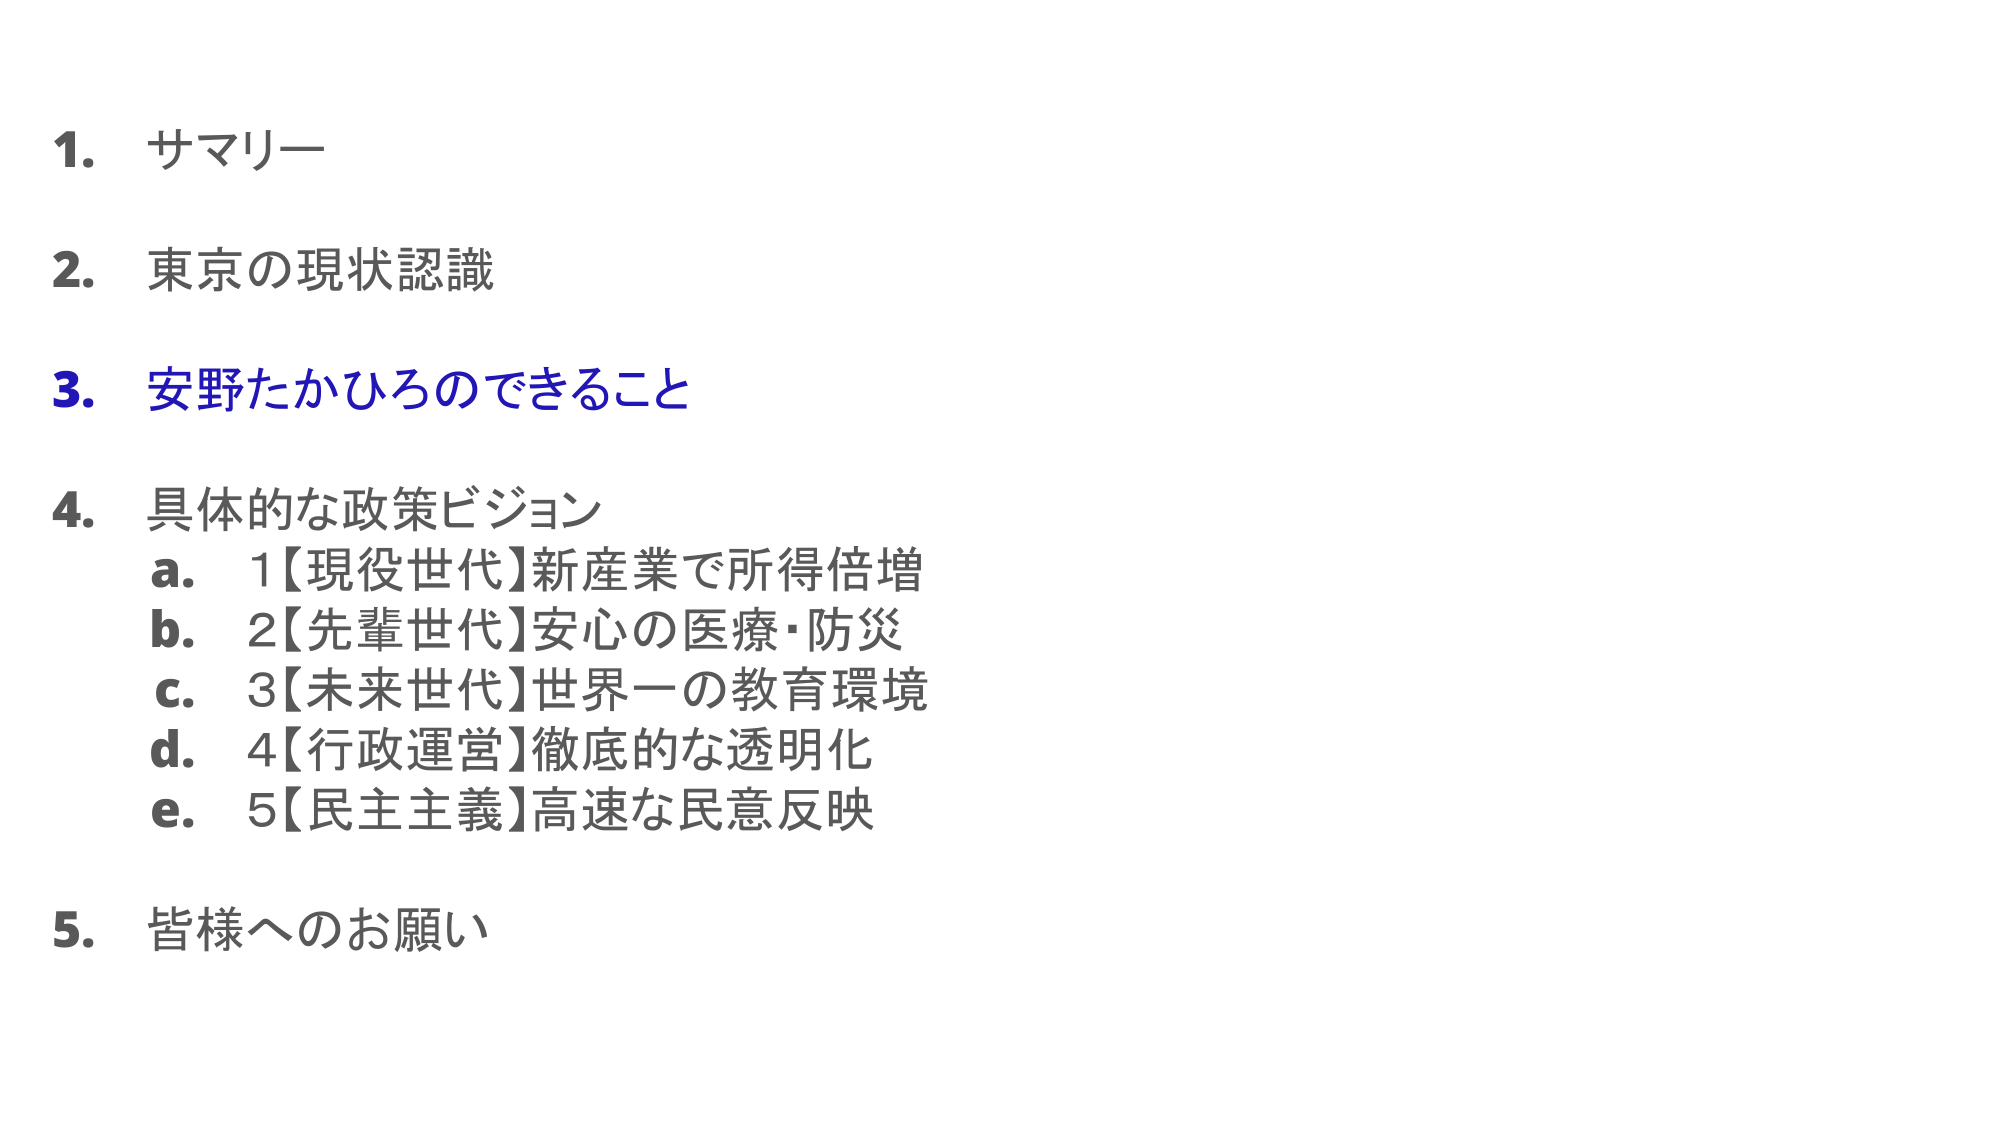 1. サマリー
2. 東京の現状認識
3. 安野たかひろのできること
4. 具体的な政策ビジョン
a. 1【現役世代】新産業で所得倍増
b. 2【先輩世代】安心の医療・防災
c. 3【未来世代】世界一の教育環境
d. 4【行政運営】徹底的な透明化
e. 5【民主主義】高速な民意反映
5. 皆様へのお願い